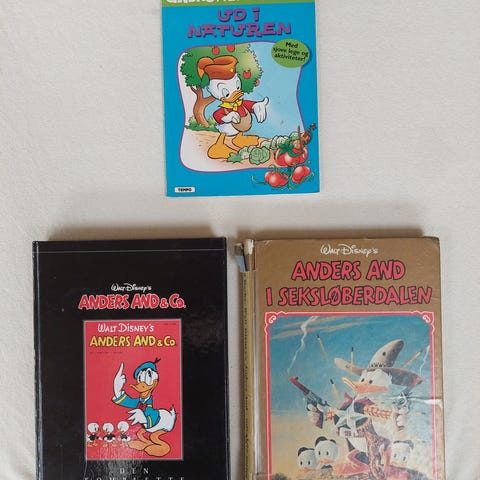 UD I
NATUREN
Med
sjove lege og
aktiviteter!
TEMPO
WALT DISNEY'S
ANDERS AND & Co.
WALT DISNEY'S
ANDERS AND & Co
DEN
KOMPLETTE
WALT DISNEY'S
ANDERS AND
I SEKSLØBERDALEN